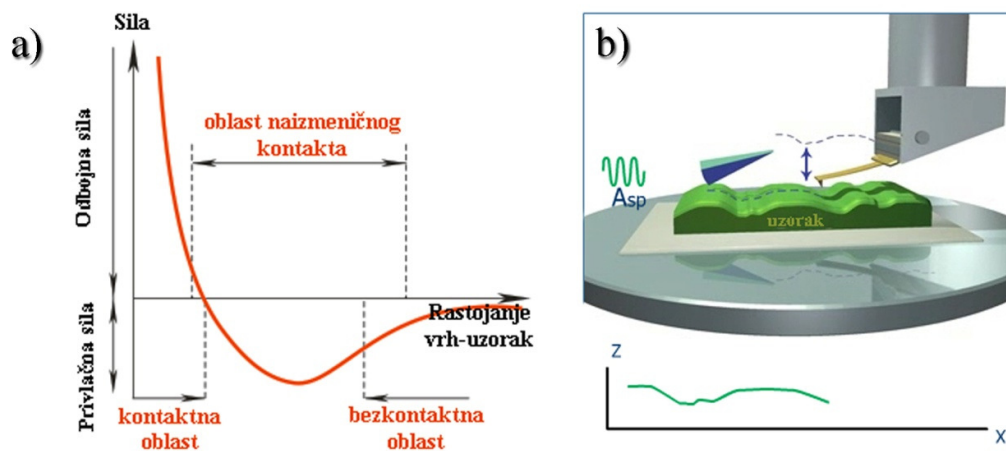 a)
Sila
Odbojna sila
Privlačna sila
oblast naizmeničnog
kontakta
Rastojanje
vrh-uzorak
kontaktna
oblast
bezkontaktna
oblast
b)
Asp
uzorak
Z
X